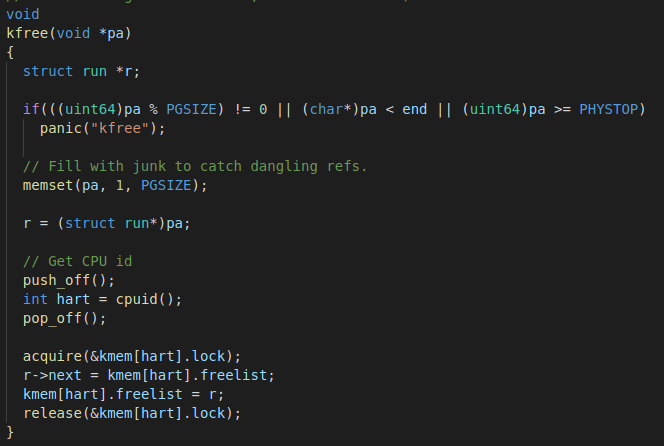 void
kfree(void *pa)
{
  struct run *r;

  if(((uint64)pa % PGSIZE) != 0 || (char*)pa < end || (uint64)pa >= PHYSTOP)
    panic("kfree");

  // Fill with junk to catch dangling refs.
  memset(pa, 1, PGSIZE);

  r = (struct run*)pa;

  // Get CPU id
  push_off();
  int hart = cpuid();
  pop_off();

  acquire(&kmem[hart].lock);
  r->next = kmem[hart].freelist;
  kmem[hart].freelist = r;
  release(&kmem[hart].lock);
}